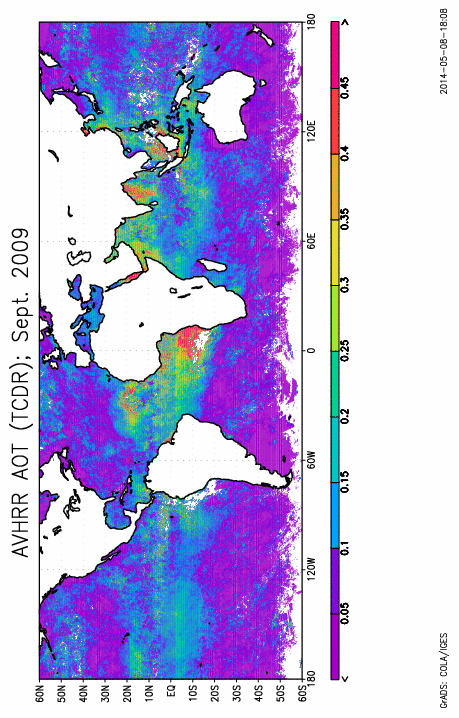 AVHRR AOT (TCDR); Sept. 2009
60N
50N
40N
30N
20N
10N
EQ
10S
20S
30S
40S
50S
60S
180
120W
60W
0
60E
120E
180
<
0.05
0.1
0.15
0.2
0.25
0.3
0.35
0.4
0.45
>
GrADS: COLA/IGES
2014-05-08-18:08